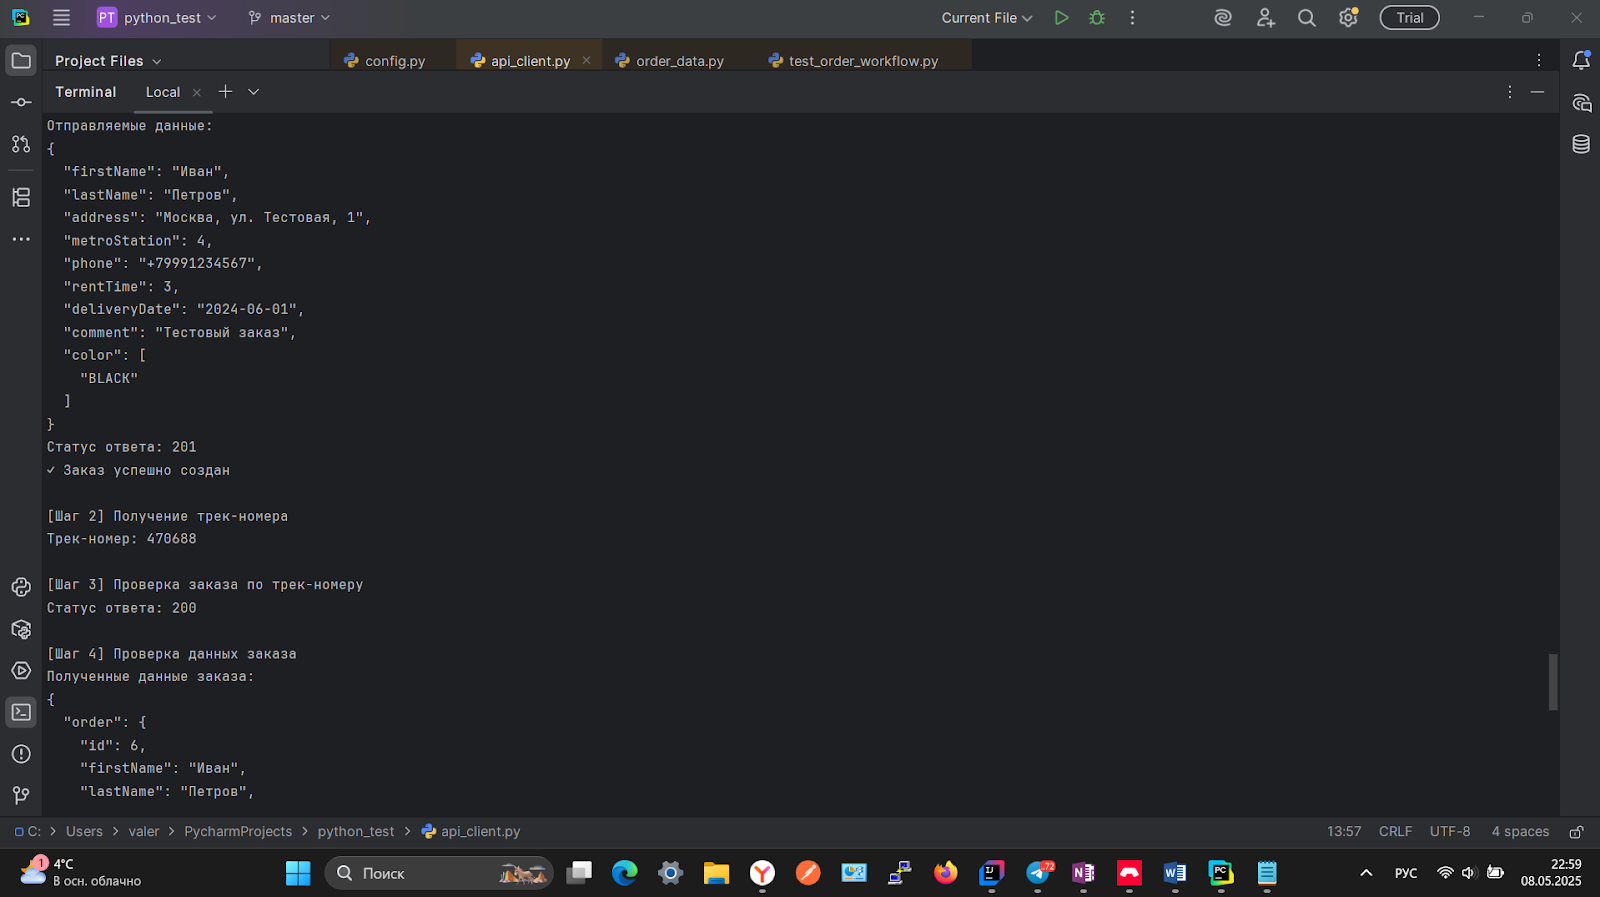 PT python_test master Current File Trial
Project Files config.py api_client.py order_data.py test_order_workflow.py
Terminal Local
Отправляемые данные:
{
"firstName": "Иван",
"lastName": "Петров",
"address": "Москва, ул. Тестовая, 1",
"metroStation": 4,
"phone": "+79991234567",
"rentTime": 3,
"deliveryDate": "2024-06-01",
"comment": "Тестовый заказ",
"color": [
"BLACK"
]
}
Статус ответа: 201
✓ Заказ успешно создан
[Шаг 2] Получение трек-номера
Трек-номер: 470688
[Шаг 3] Проверка заказа по трек-номеру
Статус ответа: 200
[Шаг 4] Проверка данных заказа
Полученные данные заказа:
{
"order": {
"id": 6,
"firstName": "Иван",
"lastName": "Петров",
C: > Users > valer > PycharmProjects > python_test > api_client.py 13:57 CRLF UTF-8 4 spaces
1 4°C
В осн. облачно
Поиск
72
РУС
22:59
08.05.2025